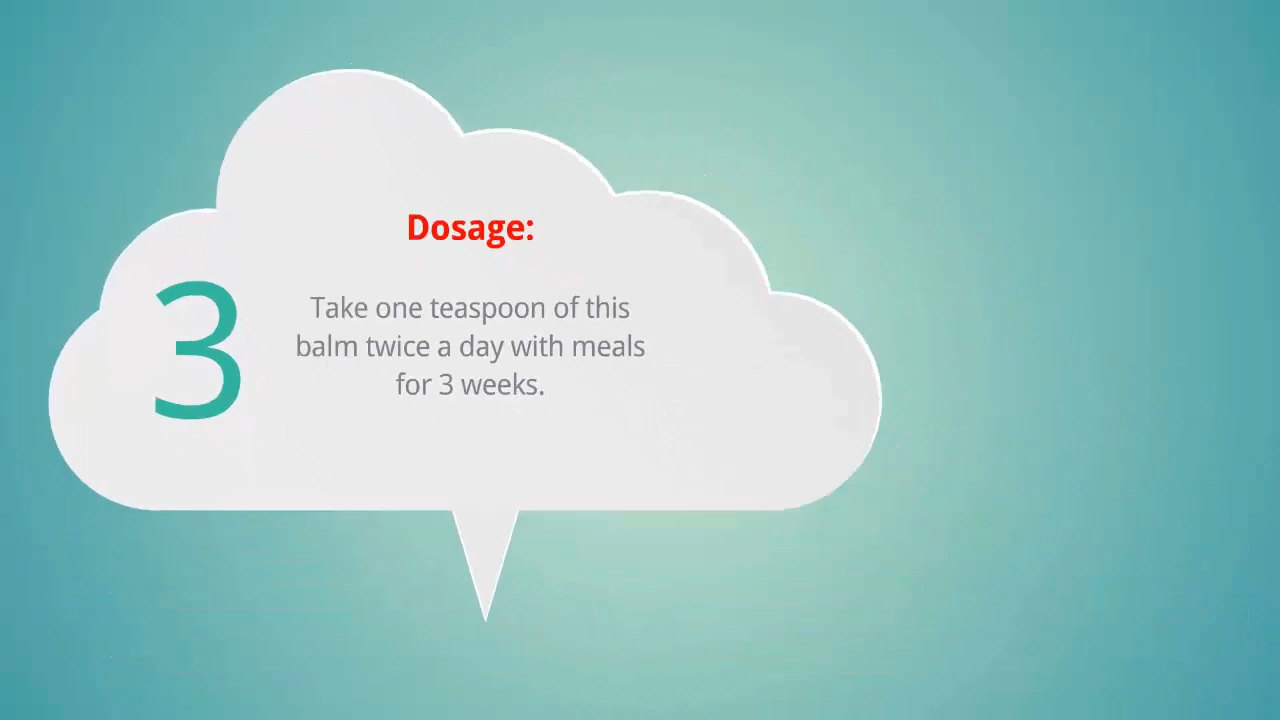 Dosage:
3
Take one teaspoon of this
balm twice a day with meals
for 3 weeks.